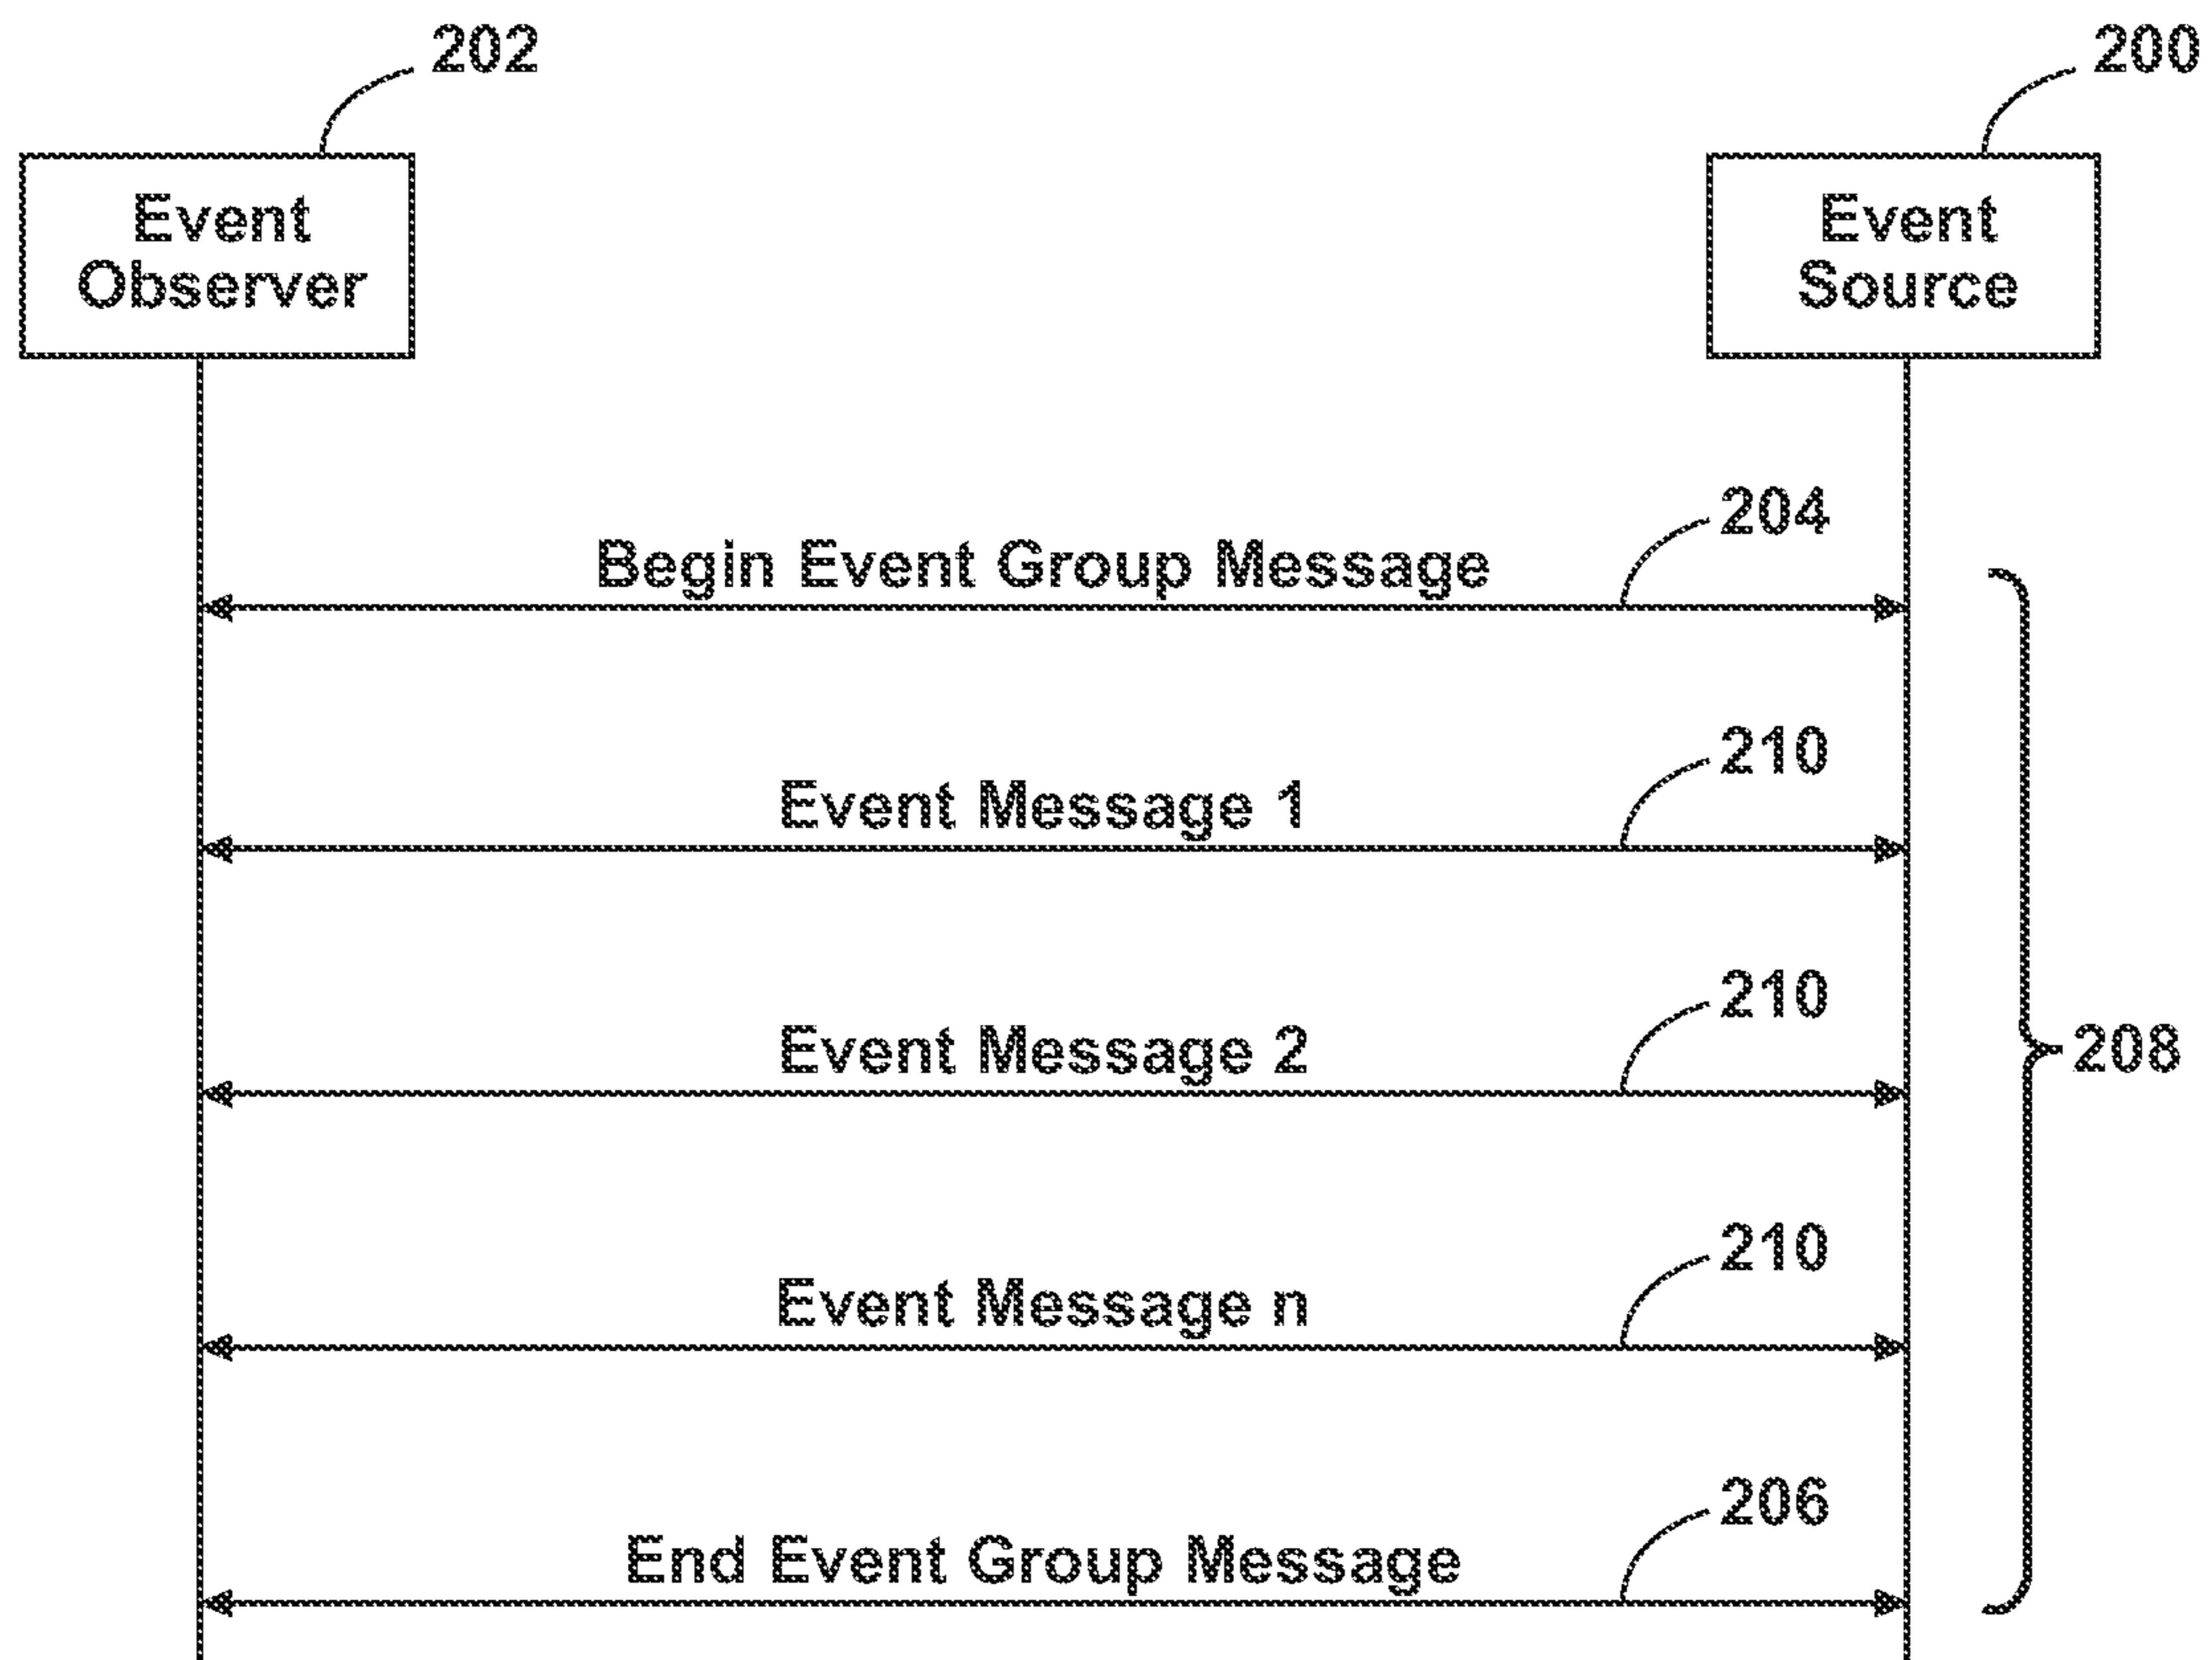 202
200
Event
Observer
Event
Source
204
Begin Event Group Message
210
Event Message 1
210
Event Message 2
208
210
Event Message n
206
End Event Group Message